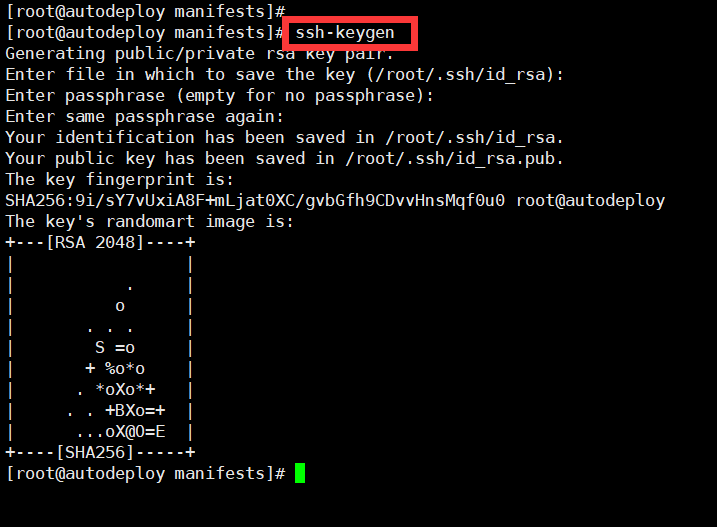 [root@autodeploy manifests]#
[root@autodeploy manifests]# ssh-keygen
Generating public/private rsa key pair.
Enter file in which to save the key (/root/.ssh/id_rsa):
Enter passphrase (empty for no passphrase):
Enter same passphrase again:
Your identification has been saved in /root/.ssh/id_rsa.
Your public key has been saved in /root/.ssh/id_rsa.pub.
The key fingerprint is:
SHA256:9i/sY7vUxiA8F+mLjat0XC/gvbGfh9CDvvHnsMqf0u0 root@autodeploy
The key's randomart image is:
+---[RSA 2048]----+
|                 |
|           .     |
|          o      |
|       . . .     |
|        S =o     |
|       + %o*o    |
|      . *oXo*+   |
|     . . +BXo=+  |
|      ...oX@O=E  |
+----[SHA256]-----+
[root@autodeploy manifests]#